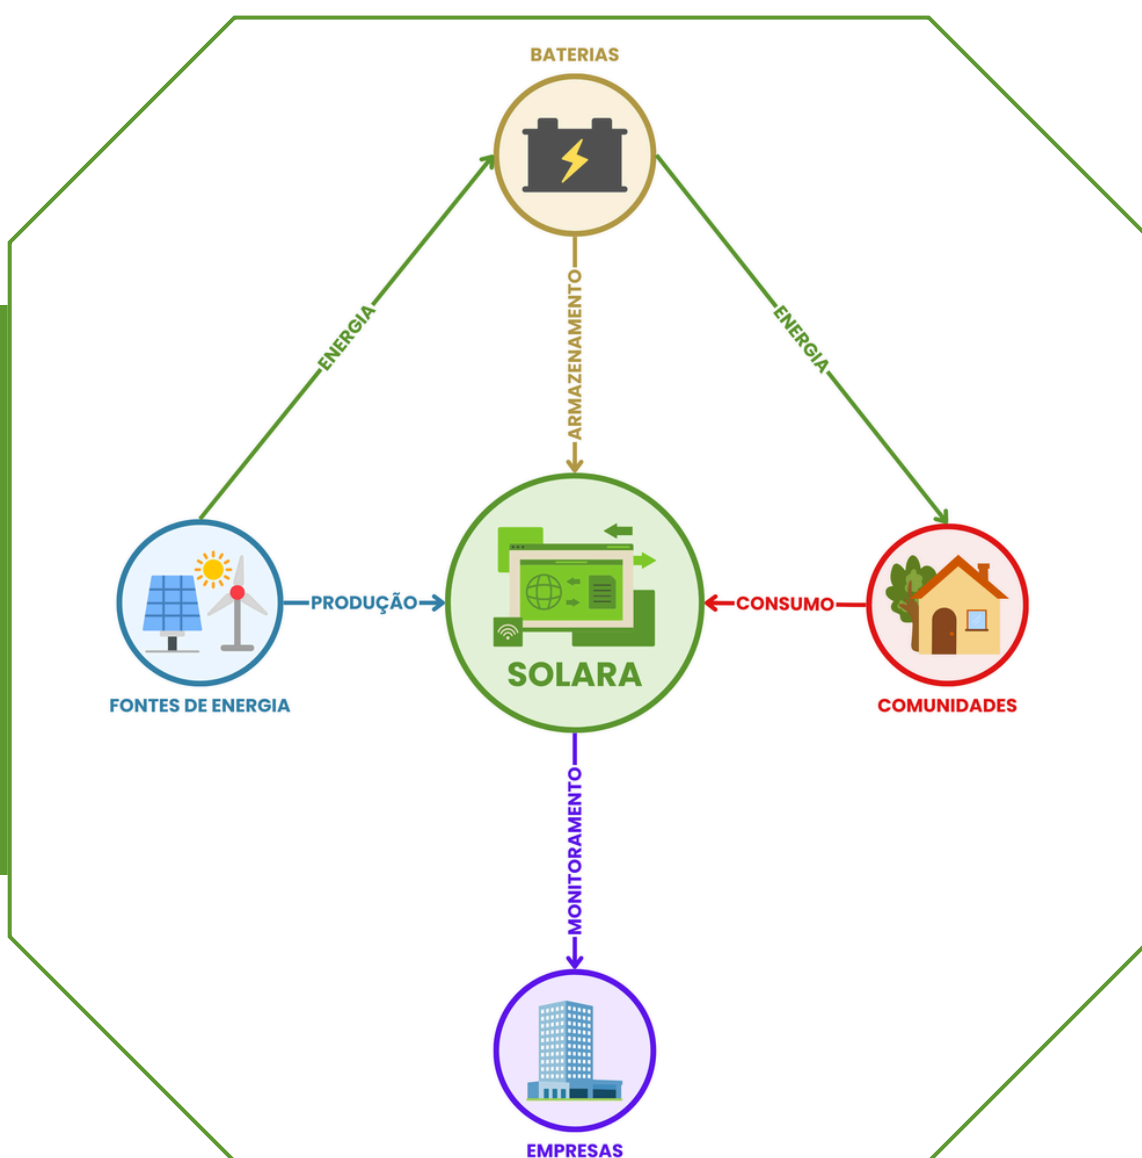 BATERIAS
ENERGIA
ARMAZENAMENTO
ENERGIA
PRODUÇÃO
CONSUMO
SOLARA
FONTES DE ENERGIA
COMUNIDADES
MONITORAMENTO
EMPRESAS